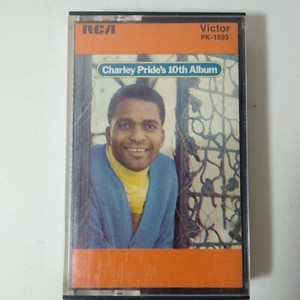 RCA Victor
PK-1593
Charley Pride's 10th Album